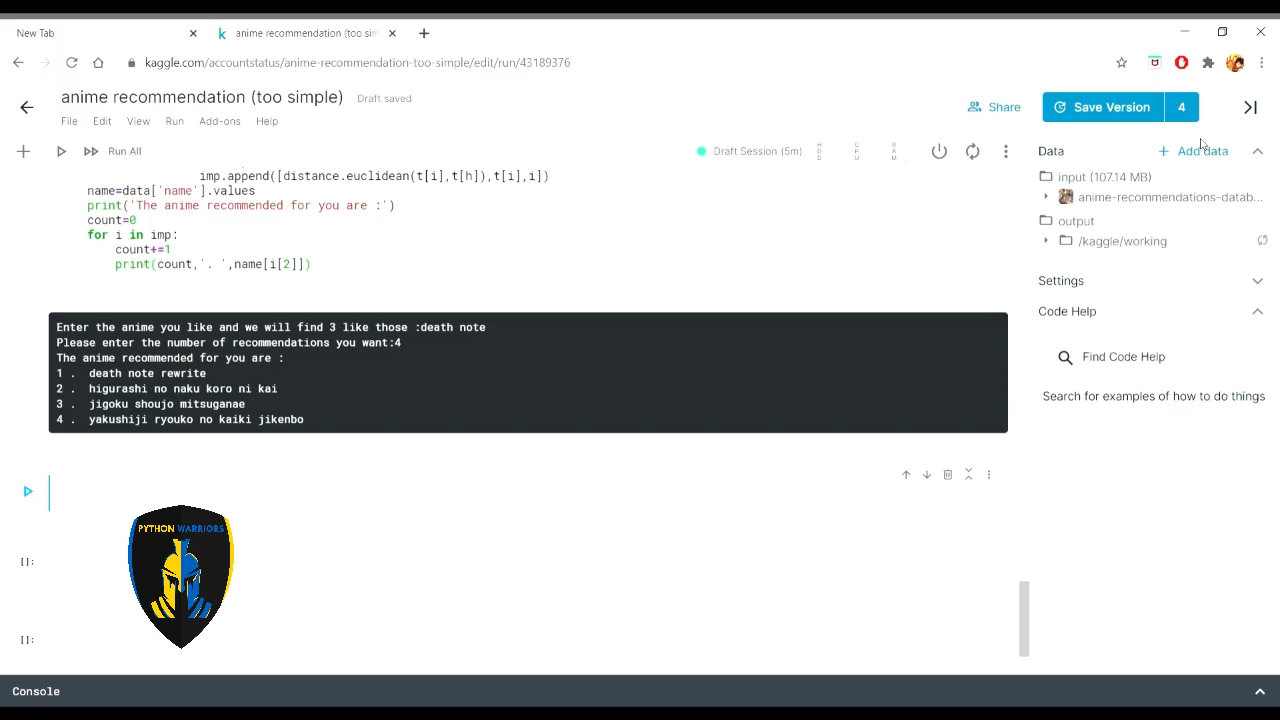 New Tab
anime recommendation (too sim
kaggle.com/accountstatus/anime-recommendation-too-simple/edit/run/43189376
anime recommendation (too simple) Draft saved
File Edit View Run Add-ons Help
Share
Save Version 4
Run All
Draft Session (5m)
HDD
CPU
RAM
imp.append([distance.euclidean(t[i],t[h]),t[i],i])
name=data['name'].values
print('The anime recommended for you are :')
count=0
for i in imp:
count+=1
print(count,'. ',name[i[2]])
Enter the anime you like and we will find 3 like those :death note
Please enter the number of recommendations you want:4
The anime recommended for you are :
1 .  death note rewrite
2 .  higurashi no naku koro ni kai
3 .  jigoku shoujo mitsuganae
4 .  yakushiji ryouko no kaiki jikenbo
[]:
[]:
PYTHON WARRIORS
Data
+ Add data
input (107.14 MB)
anime-recommendations-datab...
output
/kaggle/working
Settings
Code Help
Find Code Help
Search for examples of how to do things
Console